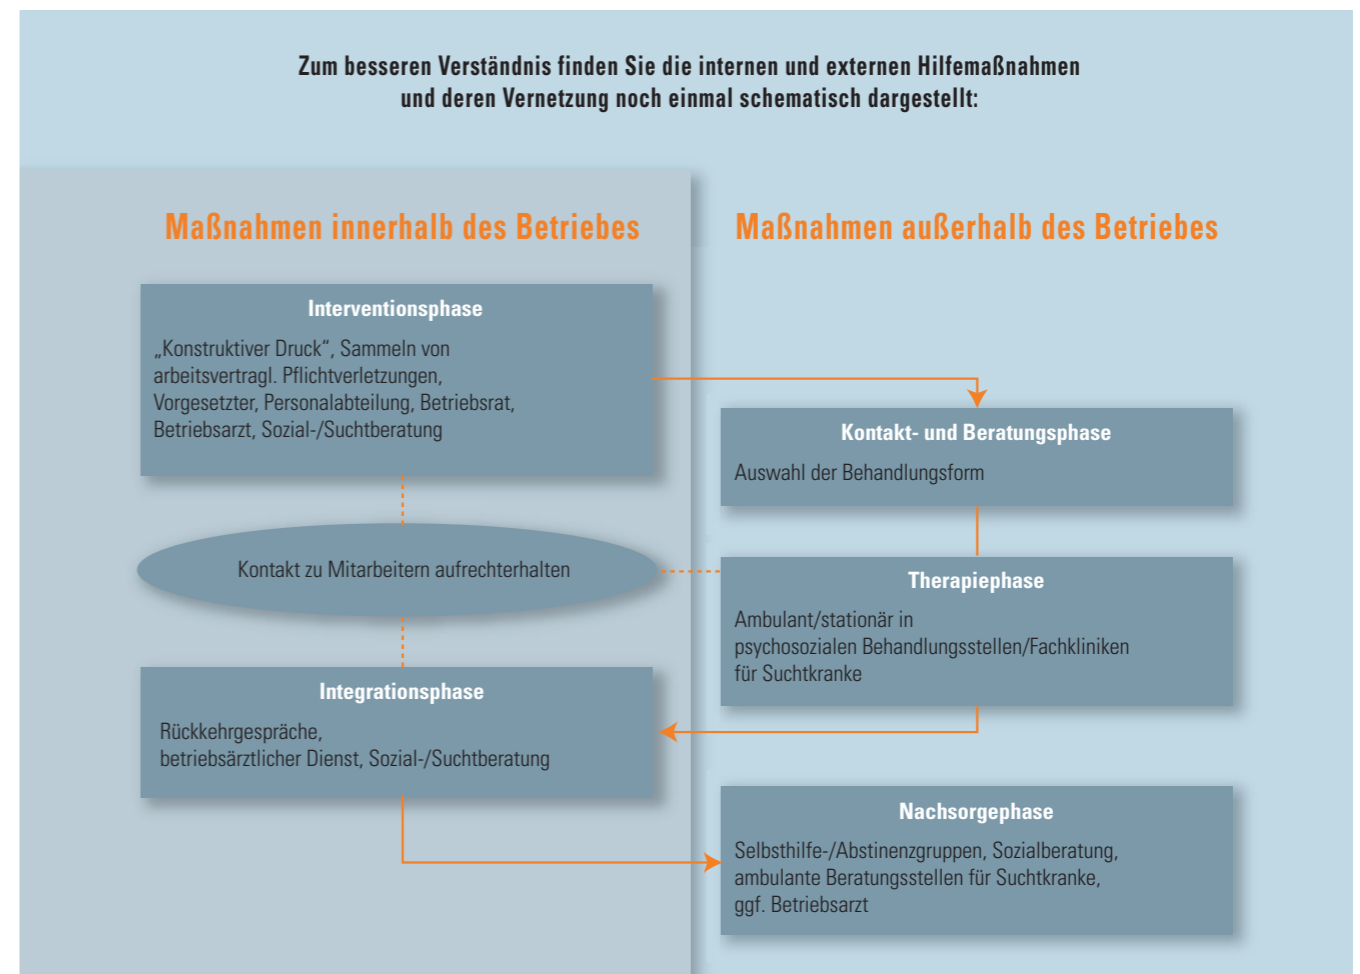 Zum besseren Verständnis finden Sie die internen und externen Hilfemaßnahmen
und deren Vernetzung noch einmal schematisch dargestellt:
Maßnahmen innerhalb des Betriebes
Maßnahmen außerhalb des Betriebes
Interventionsphase
„Konstruktiver Druck“, Sammeln von
arbeitsvertragl. Pflichtverletzungen,
Vorgesetzter, Personalabteilung, Betriebsrat,
Betriebsarzt, Sozial-/Suchtberatung
Kontakt- und Beratungsphase
Auswahl der Behandlungsform
Kontakt zu Mitarbeitern aufrechterhalten
Therapiephase
Ambulant/stationär in
psychosozialen Behandlungsstellen/Fachkliniken
für Suchtkranke
Integrationsphase
Rückkehrgespräche,
betriebsärztlicher Dienst, Sozial-/Suchtberatung
Nachsorgephase
Selbsthilfe-/Abstinenzgruppen, Sozialberatung,
ambulante Beratungsstellen für Suchtkranke,
ggf. Betriebsarzt